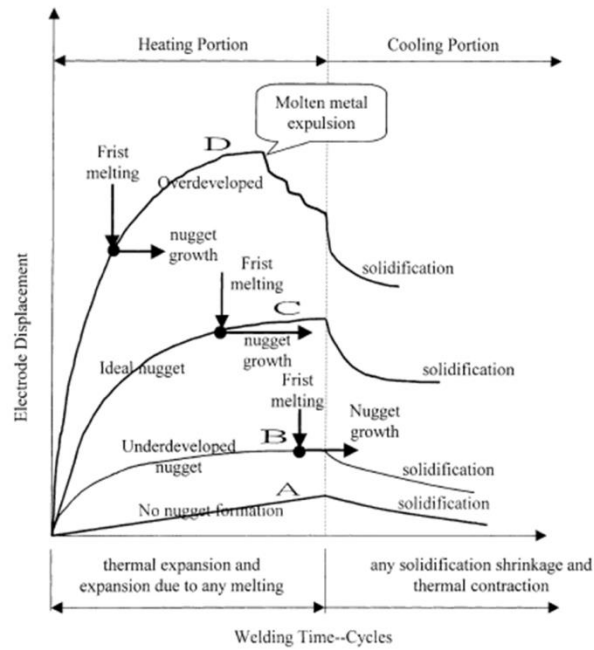 Heating Portion
Cooling Portion
Molten metal
expulsion
D
Frist
melting
Overdeveloped
nugget
growth
solidification
Frist
melting
C
nugget
growth
Ideal nugget
solidification
Frist
melting
Nugget
growth
Underdeveloped
nugget
B
solidification
A
No nugget formation
solidification
Electrode Displacement
thermal expansion and
expansion due to any melting
any solidification shrinkage and
thermal contraction
Welding Time--Cycles